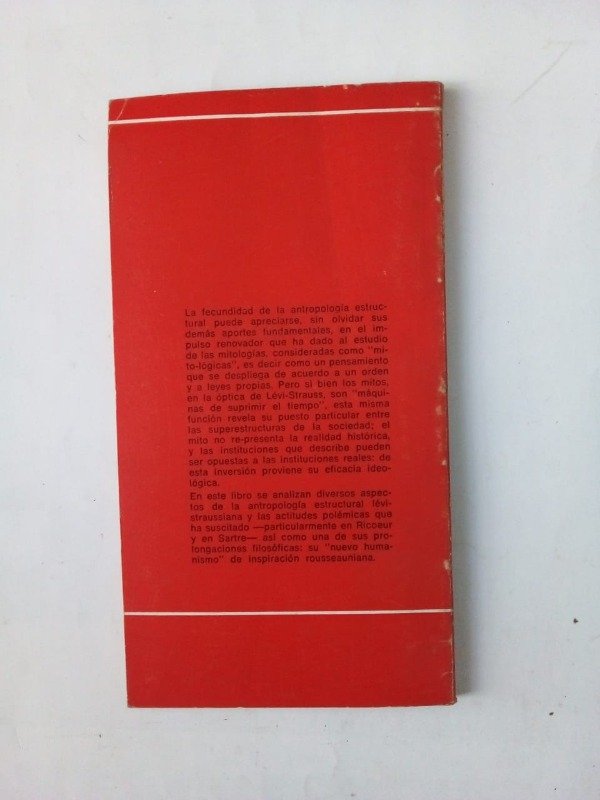 La fecundidad de la antropología estruc-
tural puede apreciarse, sin olvidar sus
demás aportes fundamentales, en el im-
pulso renovador que ha dado al estudio
de las mitologías, consideradas como "mi-
to-lógicas", es decir como un pensamiento
que se despliega de acuerdo a un orden
y a leyes propias. Pero si bien los mitos,
en la óptica de Lévi-Strauss, son "máqui-
nas de suprimir el tiempo", esta misma
función revela su puesto particular entre
las superestructuras de la sociedad; el
mito no re-presenta la realidad histórica,
y las instituciones que describe pueden
ser opuestas a las instituciones reales: de
esta inversión proviene su eficacia ideo-
lógica.
En este libro se analizan diversos aspec-
tos de la antropología estructural lévi-
straussiana y las actitudes polémicas que
ha suscitado —particularmente en Ricoeur
y en Sartre— así como una de sus pro-
longaciones filosóficas: su "nuevo huma-
nismo" de inspiración rousseauniana.